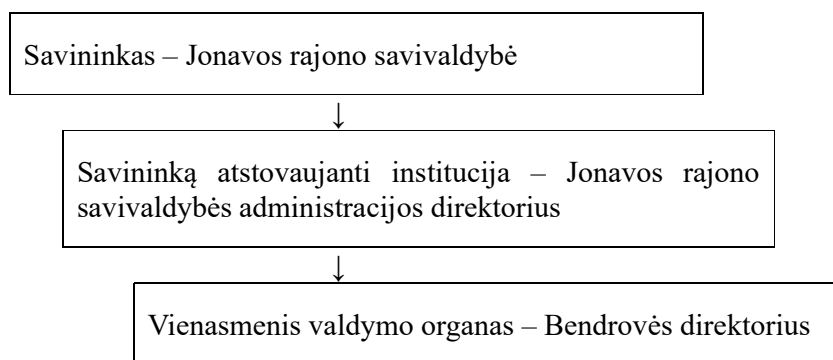 Savininkas – Jonavos rajono savivaldybė
↓
Savininką atstovaujanti institucija – Jonavos rajono
savivaldybės administracijos direktorius
↓
Vienasmenis valdymo organas – Bendrovės direktorius